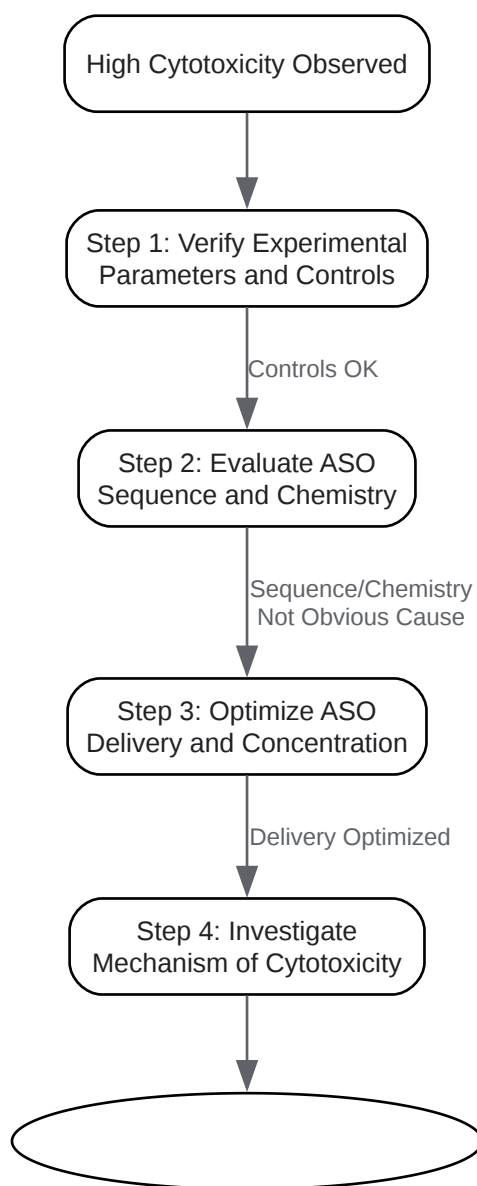 High Cytotoxicity Observed
Step 1: Verify Experimental
Parameters and Controls
Controls OK
Step 2: Evaluate ASO
Sequence and Chemistry
Sequence/Chemistry
Not Obvious Cause
Step 3: Optimize ASO
Delivery and Concentration
Delivery Optimized
Step 4: Investigate
Mechanism of Cytotoxicity